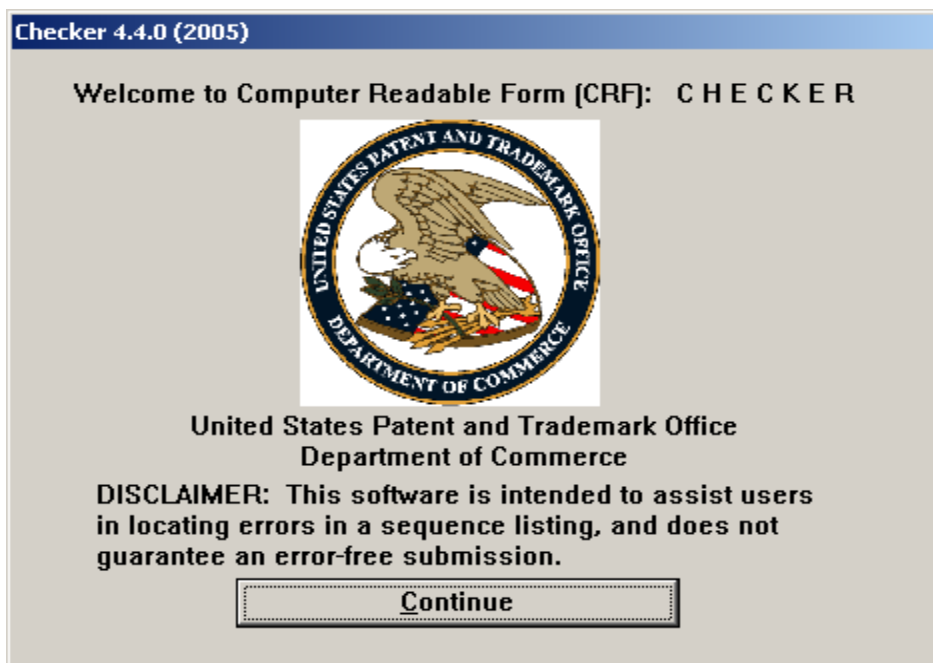 Checker 4.4.0 (2005)
Welcome to Computer Readable Form (CRF): C H E C K E R
UNITED STATES PATENT AND TRADEMARK OFFICE
DEPARTMENT OF COMMERCE
United States Patent and Trademark Office
Department of Commerce
DISCLAIMER: This software is intended to assist users
in locating errors in a sequence listing, and does not
guarantee an error-free submission.
Continue